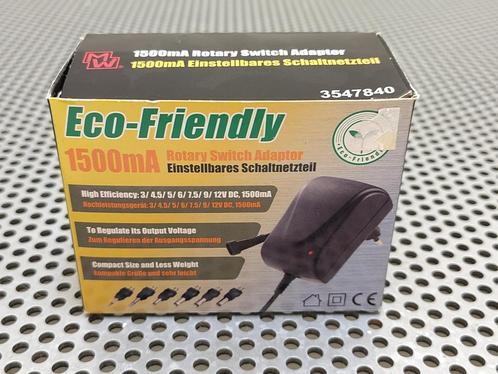 MW®
1500mA Rotary Switch Adaptor
1500mA Einstellbares Schaltnetzteil
3547840
Eco-Friendly
1500mA Rotary Switch Adaptor
Einstellbares Schaltnetzteil
Eco-Friendly
High Efficiency: 3/ 4.5/ 5/ 6/ 7.5/ 9/ 12V DC, 1500mA
Hochleistungsgerät: 3/ 4.5/ 5/ 6/ 7.5/ 9/ 12V DC, 1500mA
To Regulate its Output Voltage
Zum Regulieren der Ausgangsspannung
Compact Size and Less Weight
Kompakte Größe und sehr leicht
CE